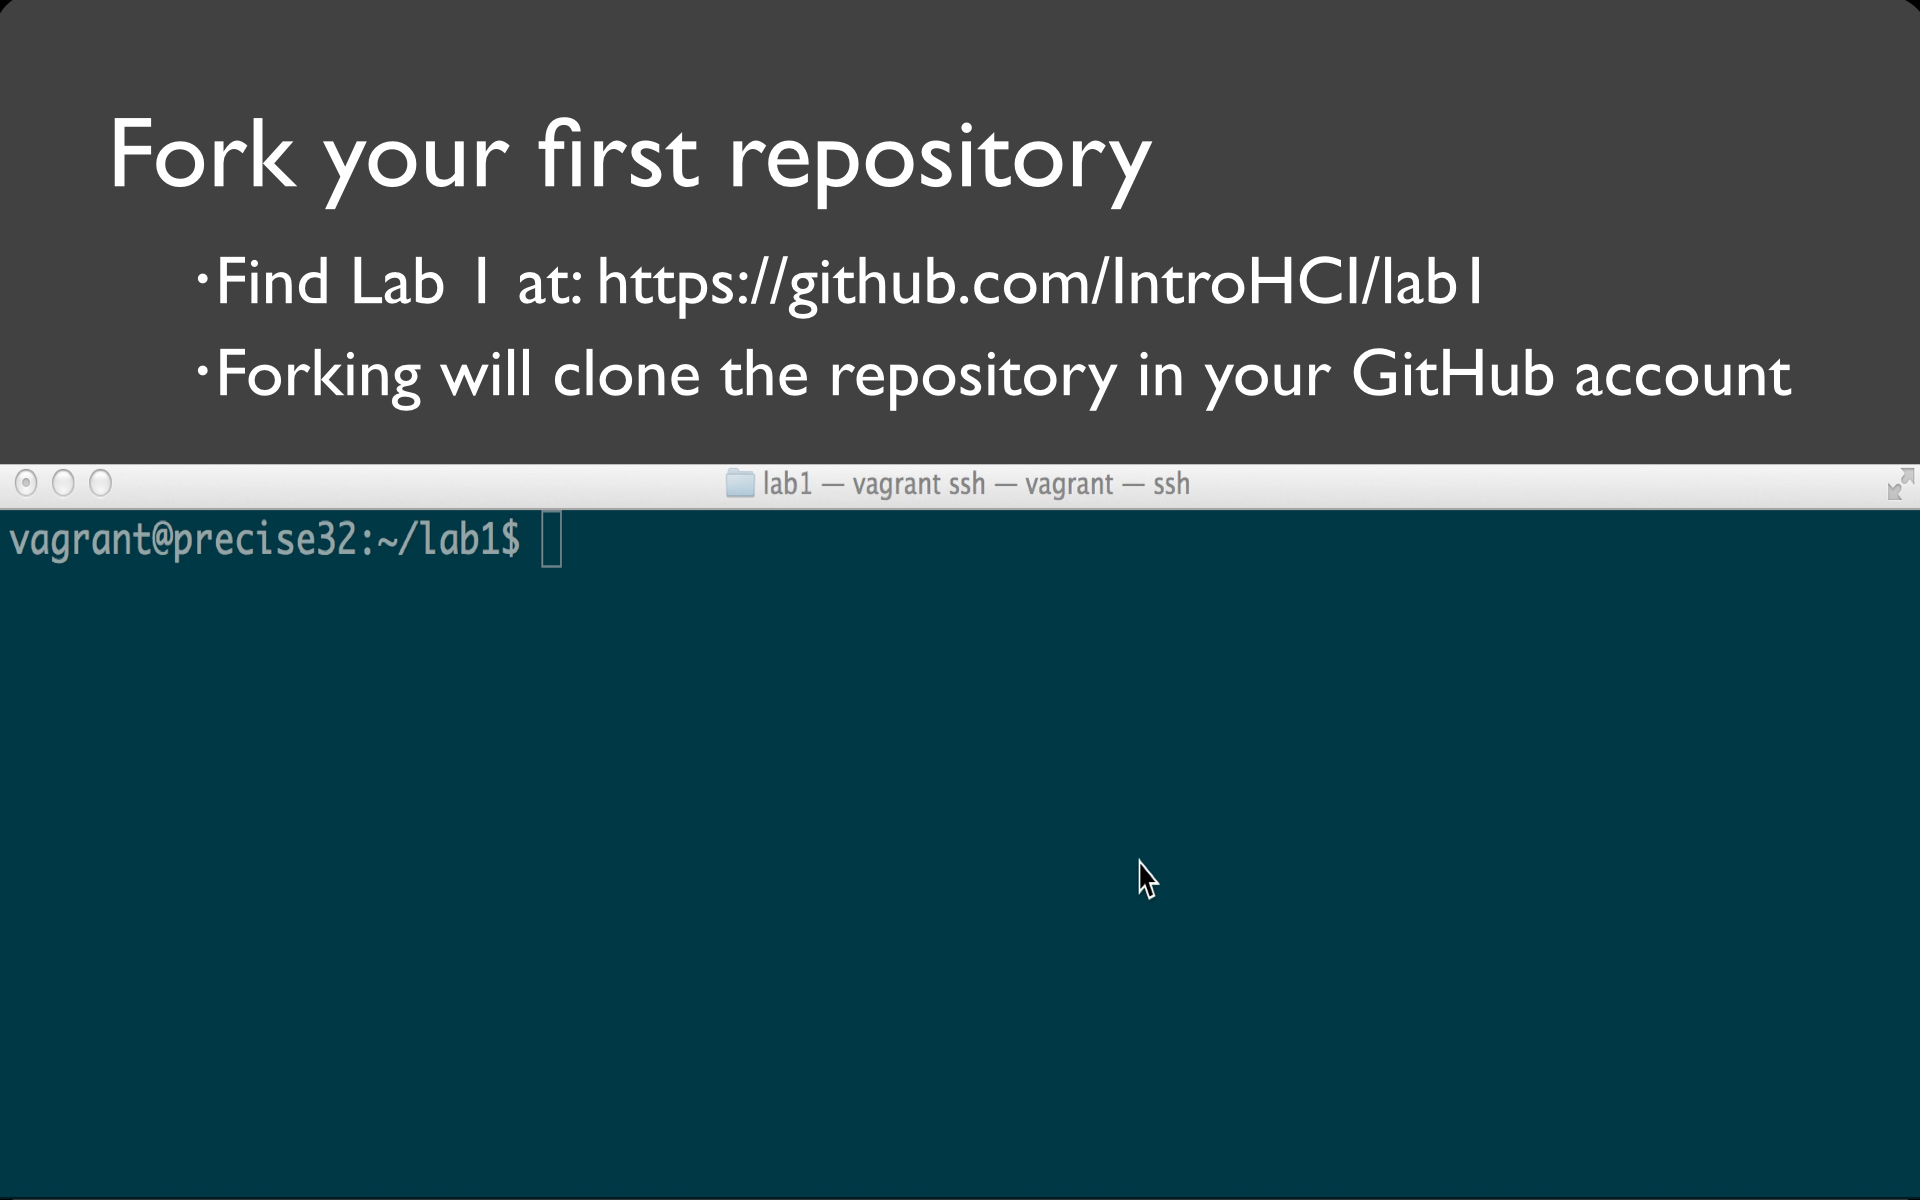 Fork your first repository
•Find Lab 1 at: https://github.com/IntroHCI/lab1
•Forking will clone the repository in your GitHub account
lab1 — vagrant ssh — vagrant — ssh
vagrant@precise32:~/lab1$